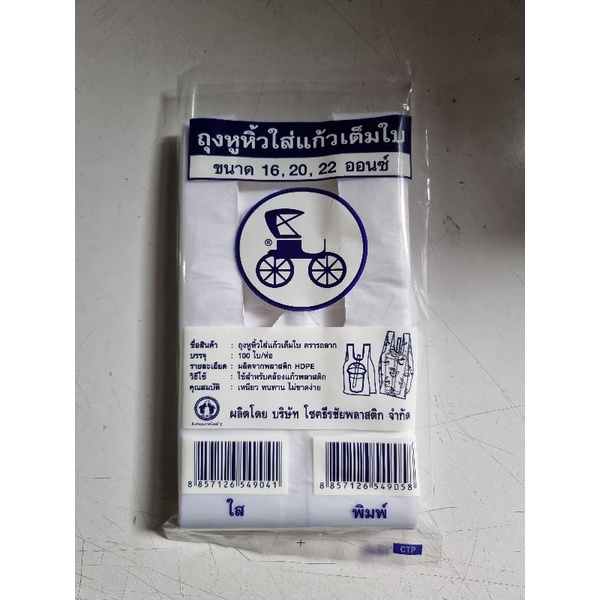 ถุงหูหิ้วใส่แก้วเต็มใบ
ขนาด 16, 20, 22 ออนซ์
®
ชื่อสินค้า : ถุงหูหิ้วใส่แก้วเต็มใบ ตรารถลาก
บรรจุ : 100 ใบ/ห่อ
รายละเอียด : ผลิตจากพลาสติก HDPE
วิธีใช้ : ใช้สำหรับคล้องแก้วพลาสติก
คุณสมบัติ : เหนียว ทนทาน ไม่ขาดง่าย
ผลิตโดย บริษัท โชคธีรชัยพลาสติก จำกัด
8 857126 549041
8 857126 549058
ใส
พิมพ์
CTP